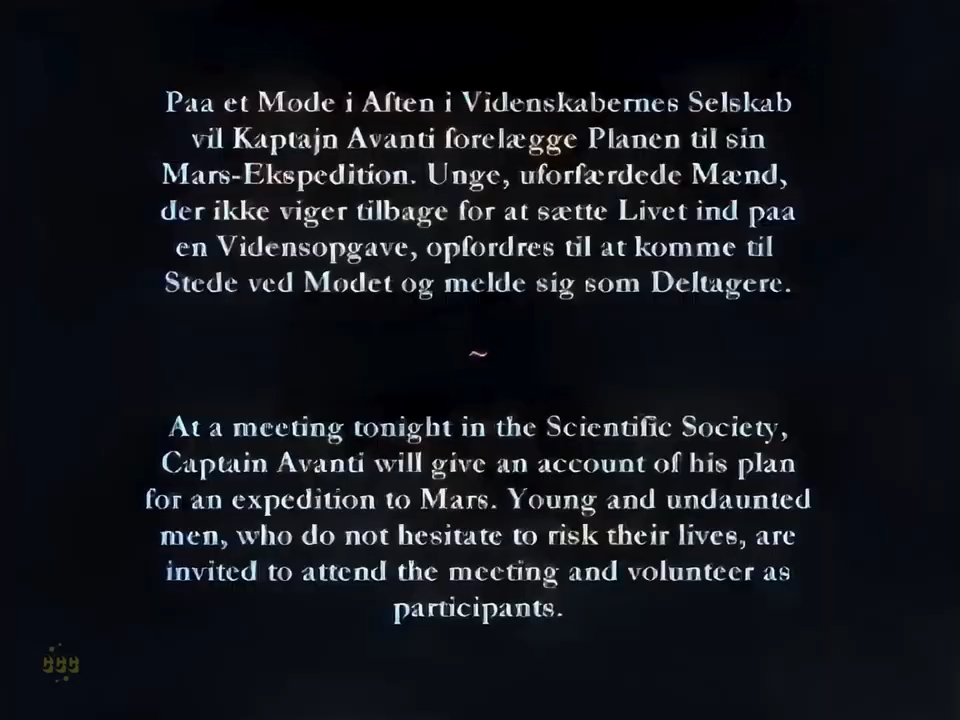 Paa et Møde i Aften i Videnskabernes Selskab
vil Kaptajn Avanti forelægge Planen til sin
Mars-Ekspedition. Unge, uforfærdede Mænd,
der ikke viger tilbage for at sætte Livet ind paa
en Vidensopgave, opfordres til at komme til
Stede ved Mødet og melde sig som Deltagere.
~
At a meeting tonight in the Scientific Society,
Captain Avanti will give an account of his plan
for an expedition to Mars. Young and undaunted
men, who do not hesitate to risk their lives, are
invited to attend the meeting and volunteer as
participants.
CCC